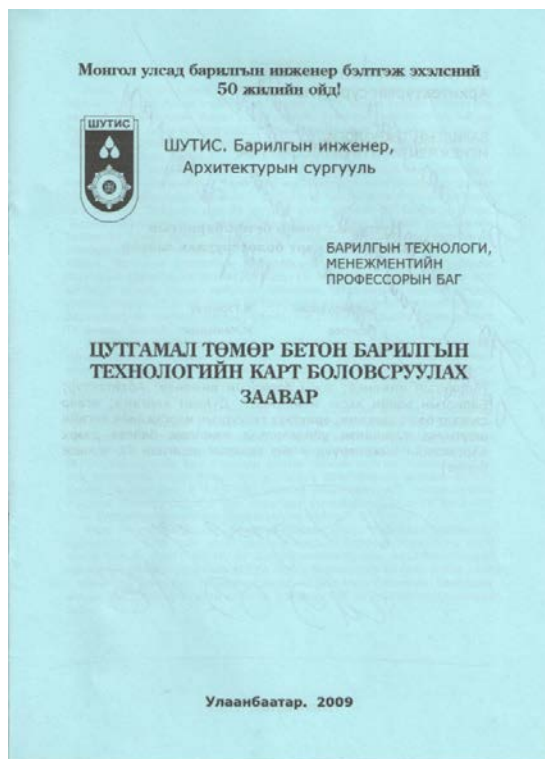 Монгол улсад барилгын инженер бэлтгэж эхэлсний
50 жилийн ойд!
ШУТИС
ШУТИС. Барилгын инженер,
Архитектурын сургууль
БАРИЛГЫН ТЕХНОЛОГИ,
МЕНЕЖМЕНТИЙН
ПРОФЕССОРЫН БАГ
ЦУТГАМАЛ ТӨМӨР БЕТОН БАРИЛГЫН
ТЕХНОЛОГИЙН КАРТ БОЛОВСРУУЛАХ
ЗААВАР
Улаанбаатар. 2009